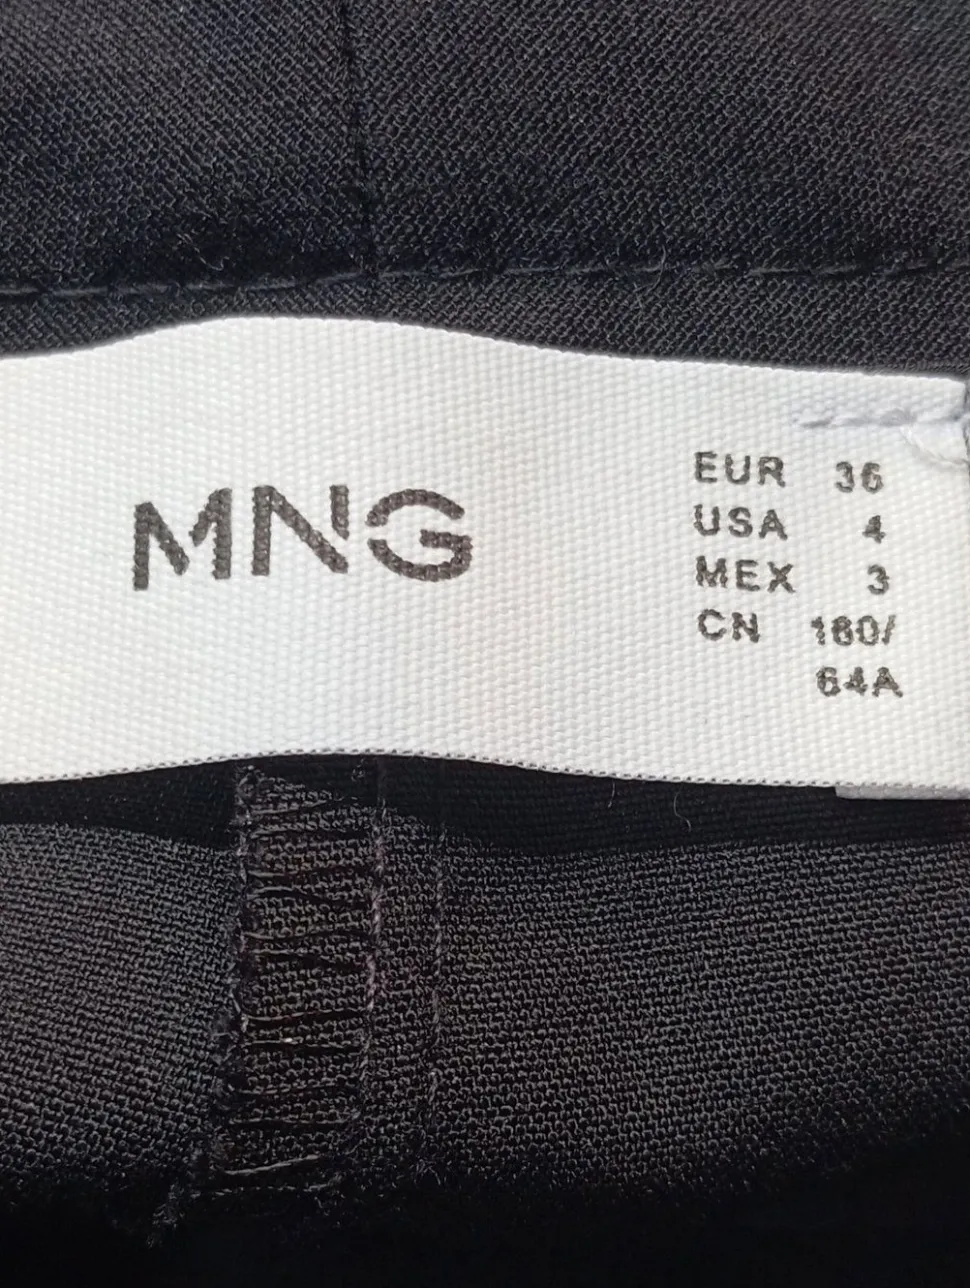 MNG
EUR 36
USA 4
MEX 3
CN 160/
64A